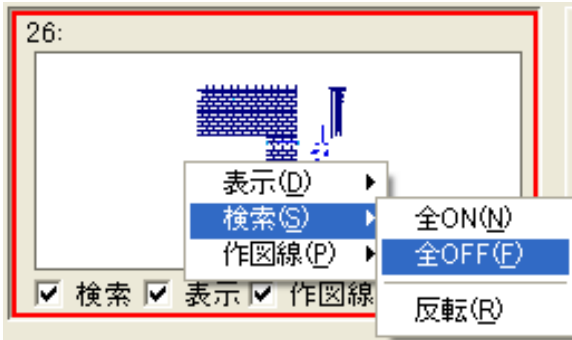 26:
表示(D)
検索(S)
作図線(P)
全ON(N)
全OFF(F)
反転(R)
検索 表示 作図線